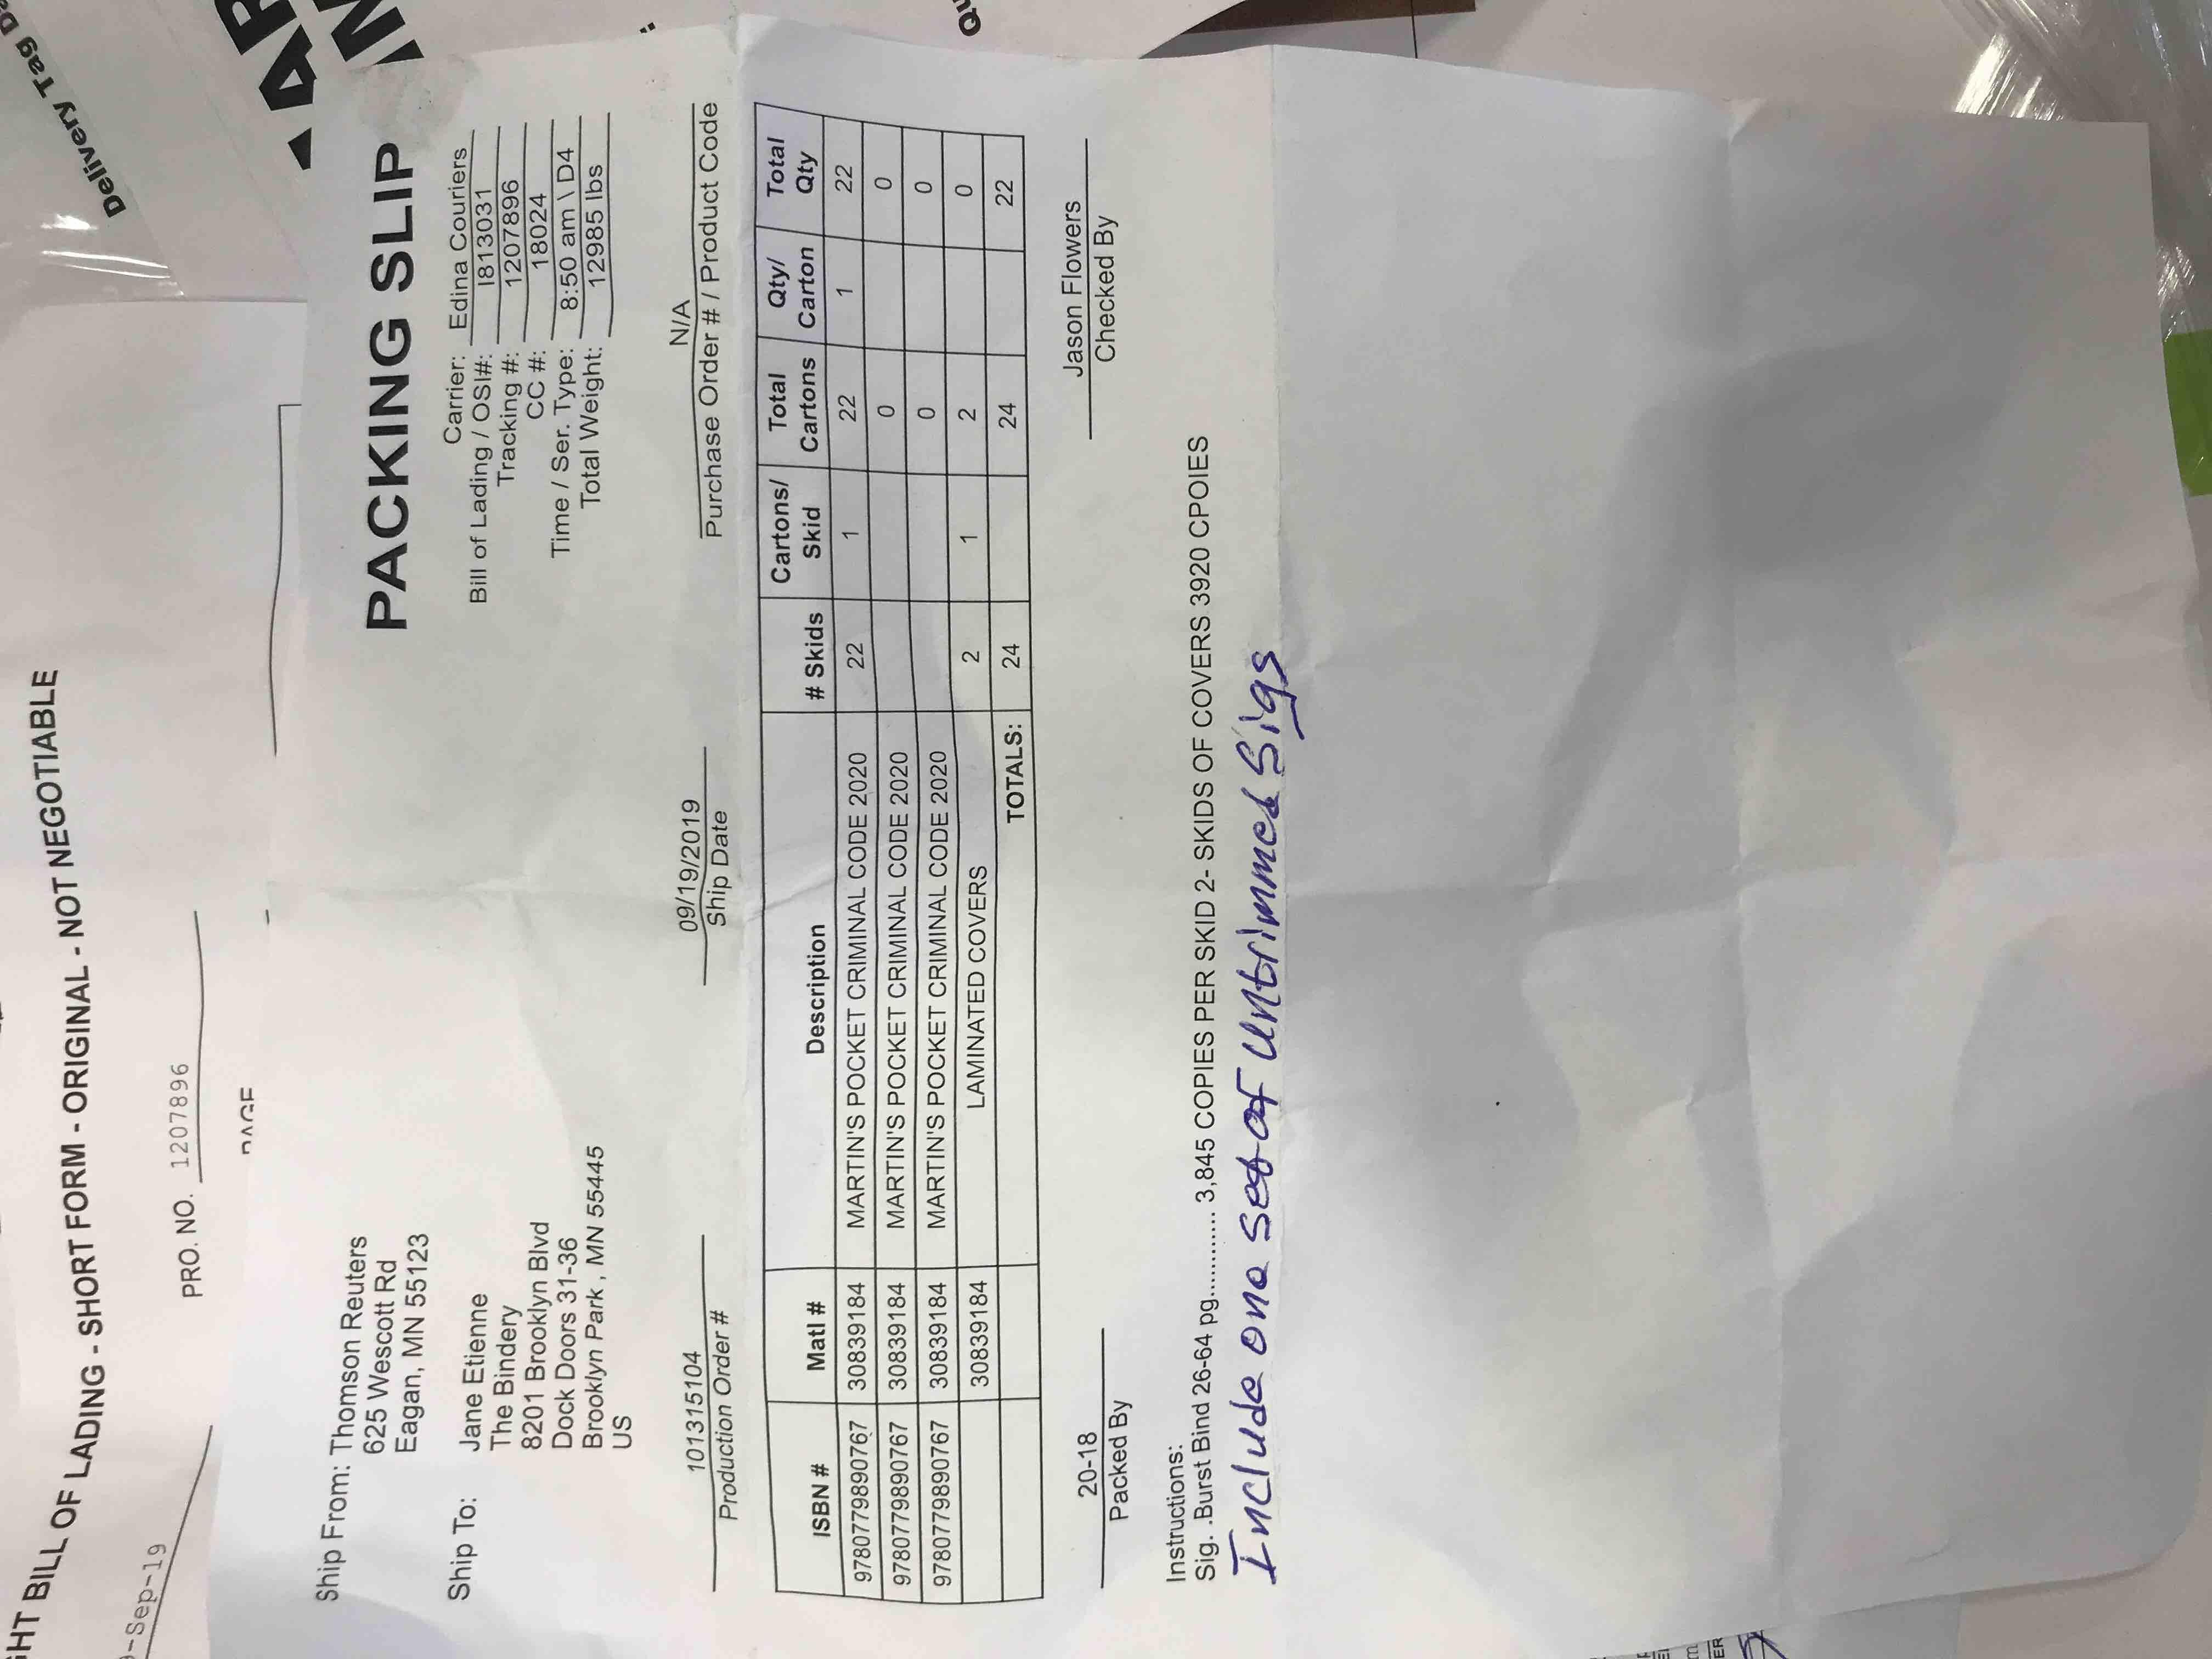 Delivery Tag
GHT BILL OF LADING - SHORT FORM - ORIGINAL - NOT NEGOTIABLE
-Sep-19
PRO. NO. 1207896
PAGE
PACKING SLIP
Ship From: Thomson Reuters
625 Wescott Rd
Eagan, MN 55123
Carrier: Edina Couriers
Bill of Lading / OSI#: 1813031
Tracking #: 1207896
CC #: 18024
Time / Ser. Type: 8:50 am \ D4
Total Weight: 12985 lbs
Ship To: Jane Etienne
The Bindery
8201 Brooklyn Blvd
Dock Doors 31-36
Brooklyn Park , MN 55445
US
101315104 09/19/2019 N/A
Production Order # Ship Date Purchase Order # / Product Code
ISBN # Matl # Description # Skids Cartons/ Skid Total Cartons Qty/ Carton Total Qty
9780779890767 30839184 MARTIN'S POCKET CRIMINAL CODE 2020 22 1 22 1 22
9780779890767 30839184 MARTIN'S POCKET CRIMINAL CODE 2020 0 0
9780779890767 30839184 MARTIN'S POCKET CRIMINAL CODE 2020 0 0
30839184 LAMINATED COVERS 2 1 2 0
TOTALS: 24 24 22
20-18 Jason Flowers
Packed By Checked By
Instructions:
Sig. .Burst Bind 26-64 pg............ 3,845 COPIES PER SKID 2- SKIDS OF COVERS 3920 CPOIES
Include one set of untrimmed Sigs